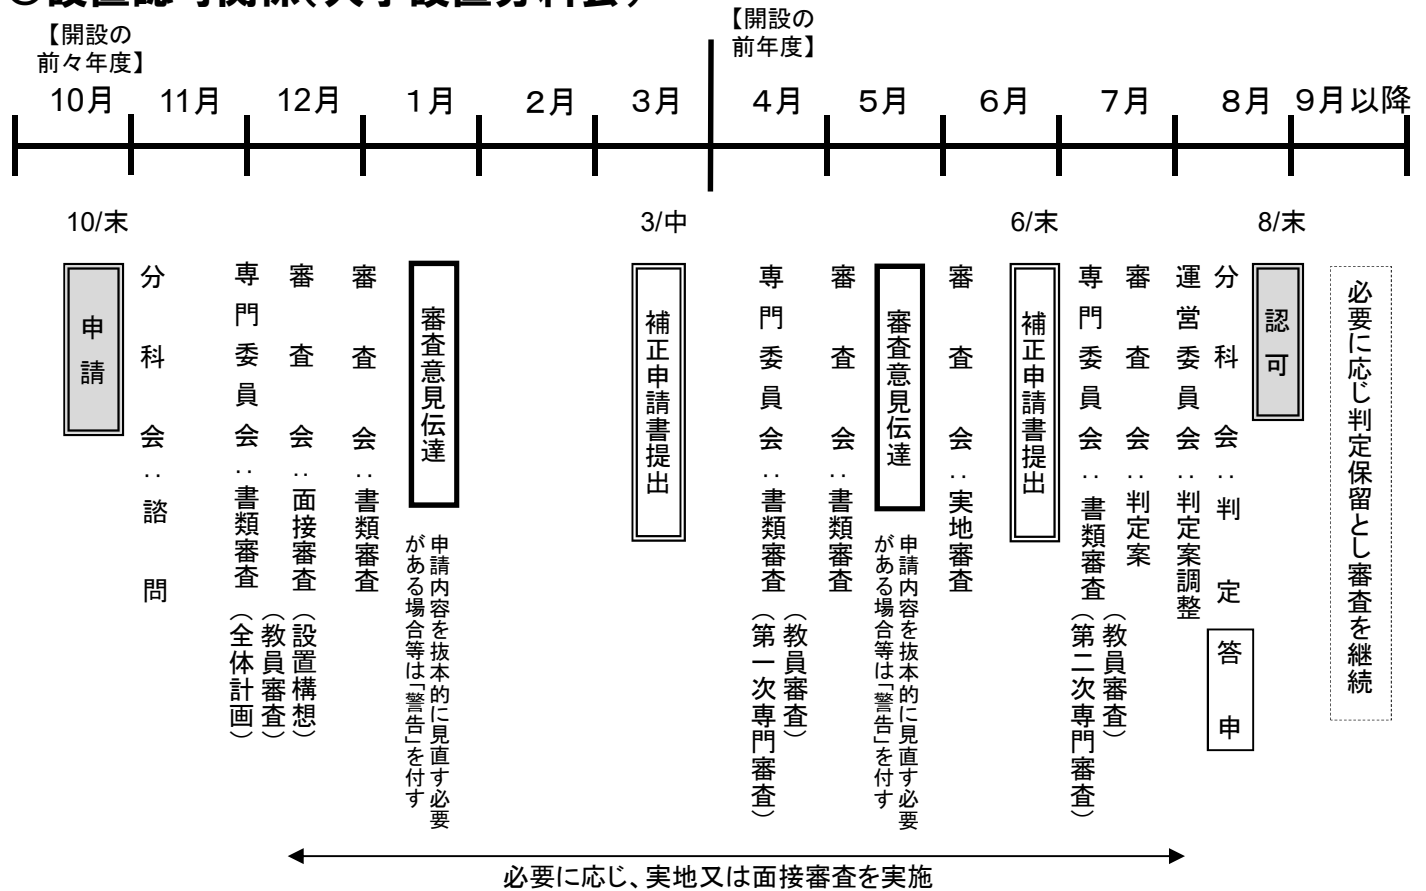 ○設置認可関係（大学設置分科会）
【開設の
前々年度】
【開設の
前年度】
10月
11月
12月
1月
2月
3月
4月
5月
6月
7月
8月
9月以降
10/末
3/中
6/末
8/末
申請
分科会：諮問
専門委員会：書類審査
（全体計画）
（教員審査）
審査会：面接審査
（設置構想）
審査会：書類審査
審査意見伝達
申請内容を抜本的に見直す必要
がある場合等は「警告」を付す
補正申請書提出
専門委員会：書類審査
（教員審査）
（第一次専門審査）
審査会：書類審査
審査意見伝達
申請内容を抜本的に見直す必要
がある場合等は「警告」を付す
審査会：実地審査
補正申請書提出
専門委員会：書類審査
（教員審査）
（第二次専門審査）
審査会：判定案
運営委員会：判定案調整
分科会：判定
答申
認可
必要に応じ判定保留とし審査を継続
必要に応じ、実地又は面接審査を実施